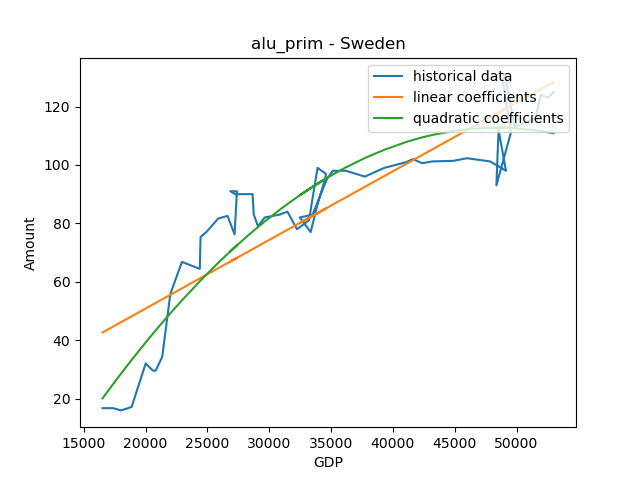 alu_prim - Sweden
historical data
linear coefficients
quadratic coefficients
120
100
80
60
40
20
Amount
15000 20000 25000 30000 35000 40000 45000 50000
GDP